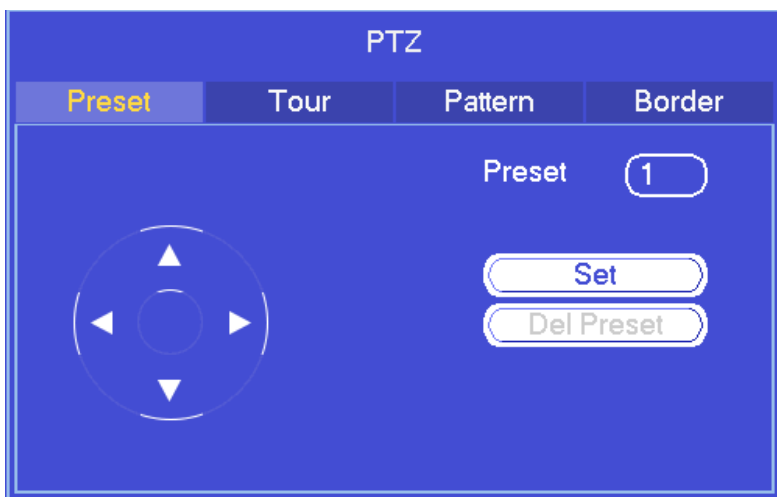 PTZ
Preset Tour Pattern Border
Preset 1
Set
Del Preset